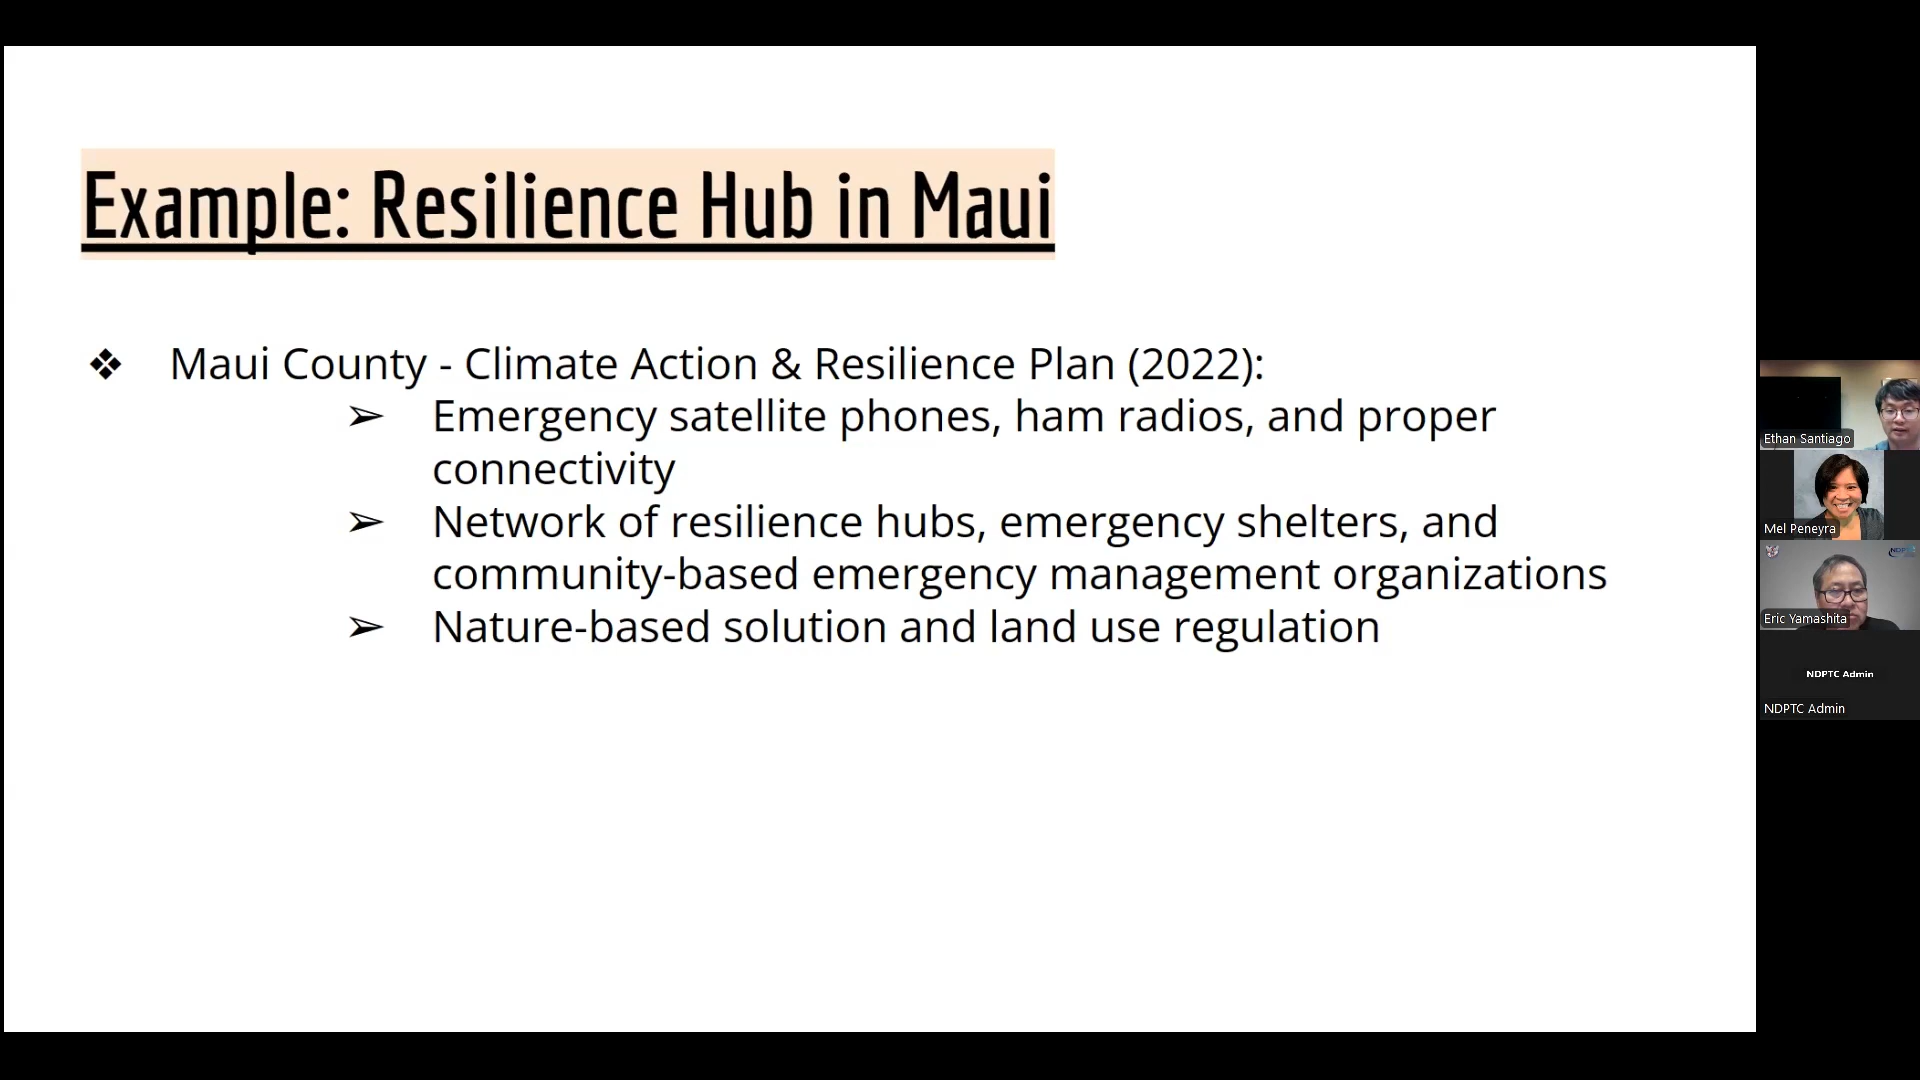 Example: Resilience Hub in Maui
❖ Maui County - Climate Action & Resilience Plan (2022):
➢ Emergency satellite phones, ham radios, and proper
connectivity
➢ Network of resilience hubs, emergency shelters, and
community-based emergency management organizations
➢ Nature-based solution and land use regulation
Ethan Santiago
Mel Peneyra
Eric Yamashita
NDPTC Admin
NDPTC Admin